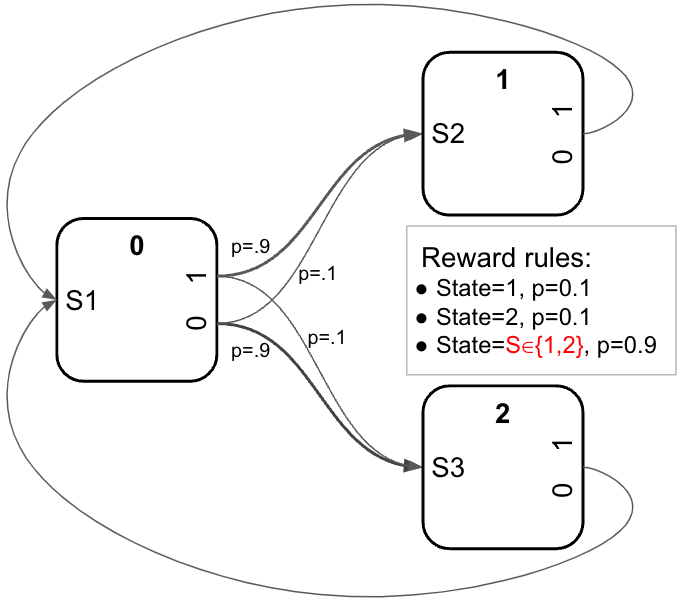 1
1
S2
0
0
p=.9
1
p=.1
S1
0
p=.1
p=.9
Reward rules:
● State=1, p=0.1
● State=2, p=0.1
● State=S∈{1,2}, p=0.9
2
1
S3
0